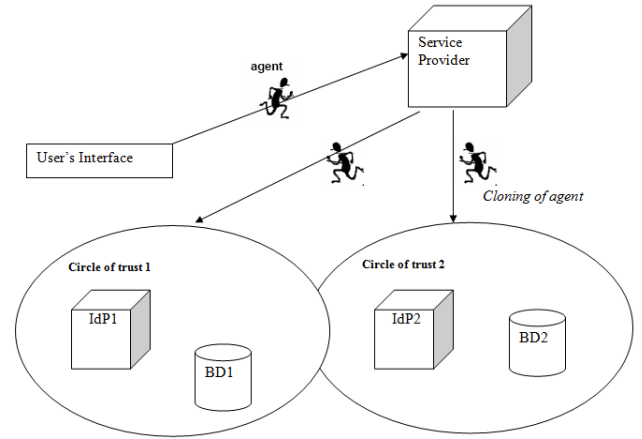 Service
Provider
agent
User's Interface
Cloning of agent
Circle of trust 1
Circle of trust 2
IdP1
IdP2
BD1
BD2